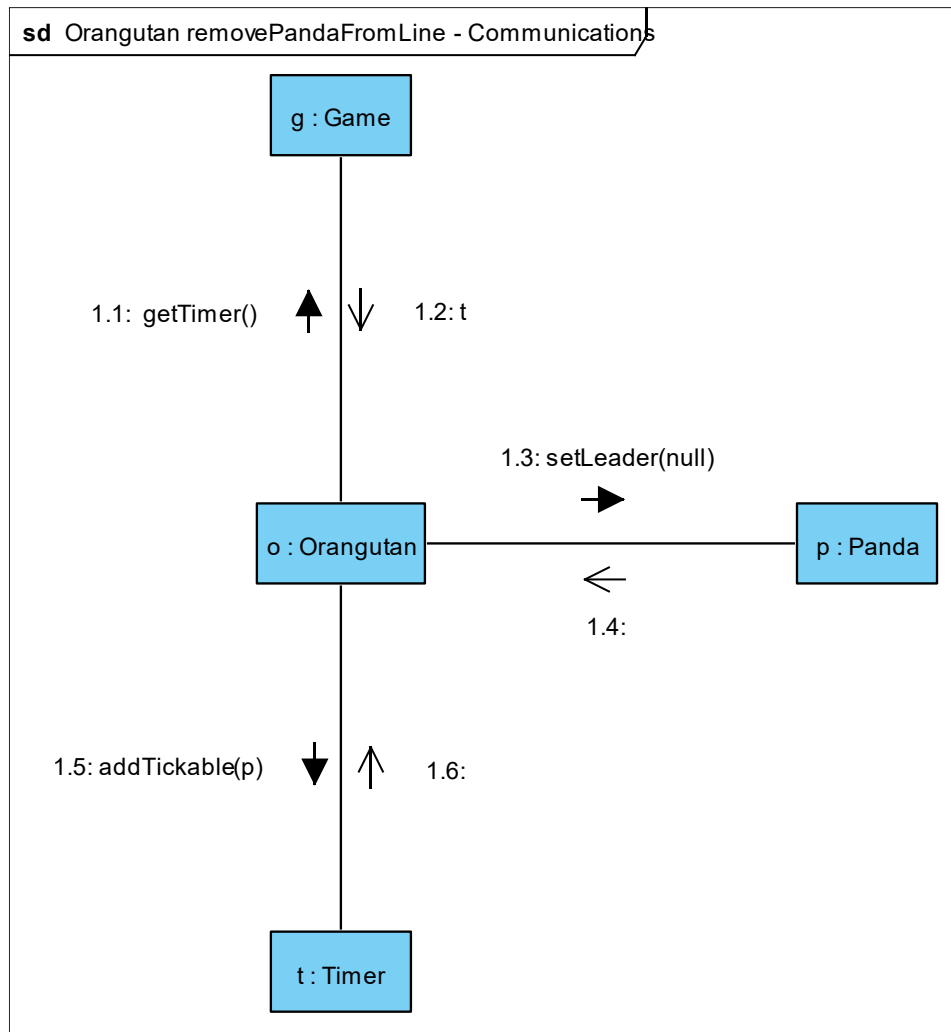 sd Orangutan removePandaFromLine - Communications
g : Game
1.1: getTimer()
1.2: t
1.3: setLeader(null)
o : Orangutan
p : Panda
1.4:
1.5: addTickable(p)
1.6:
t : Timer